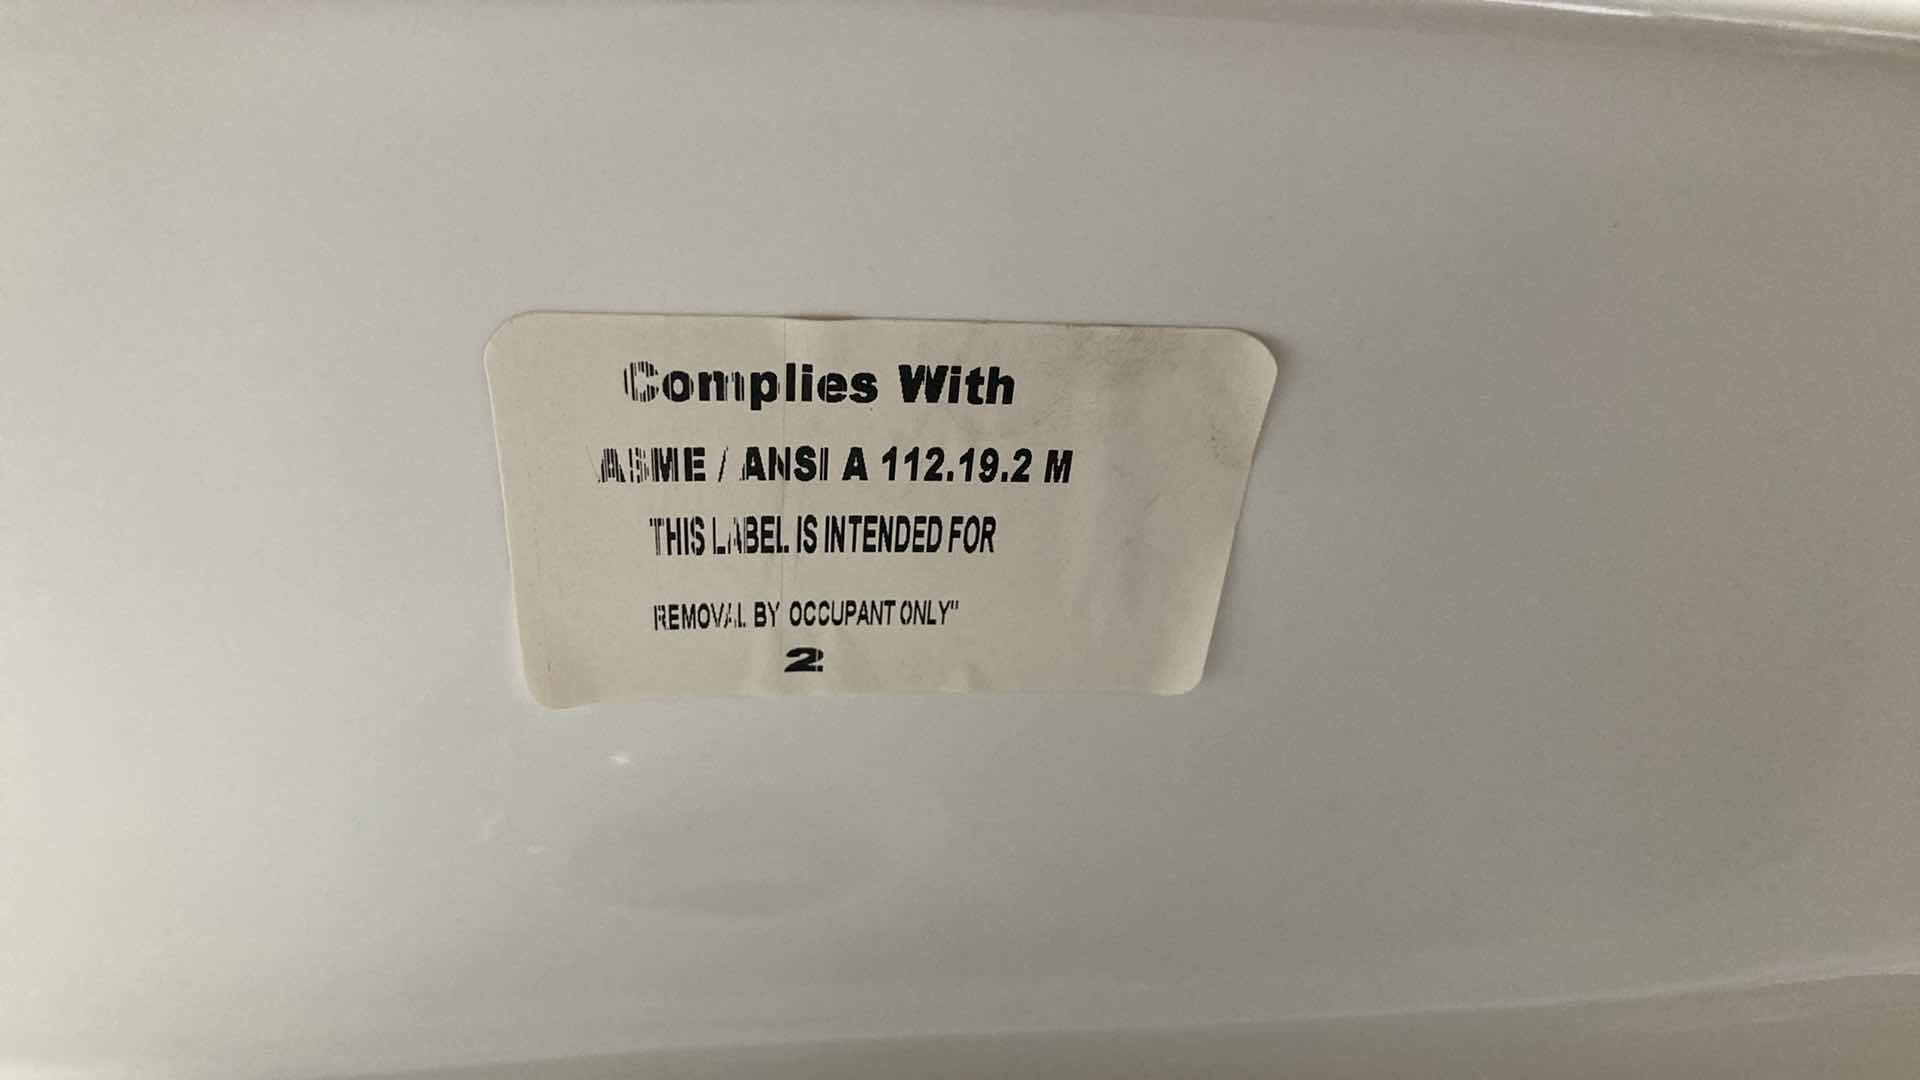 Complies With
ASME / ANSI A 112.19.2 M
THIS LABEL IS INTENDED FOR
REMOVAL BY OCCUPANT ONLY"
2